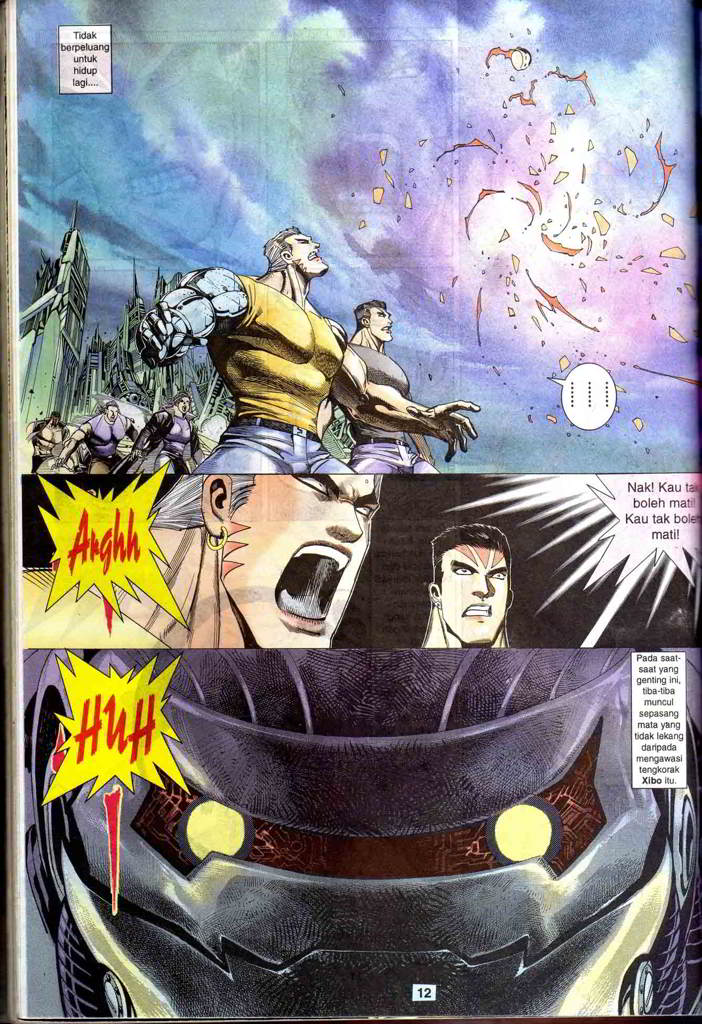 Tidak
berpeluang
untuk
hidup
lagi....
Arghh
Nak! Kau tak
boleh mati!
Kau tak boleh
mati!
HUH
Pada saat-
saat yang
genting ini,
tiba-tiba
muncul
sepasang
mata yang
tidak lekang
daripada
mengawasi
tengkorak
Xibo itu.
12